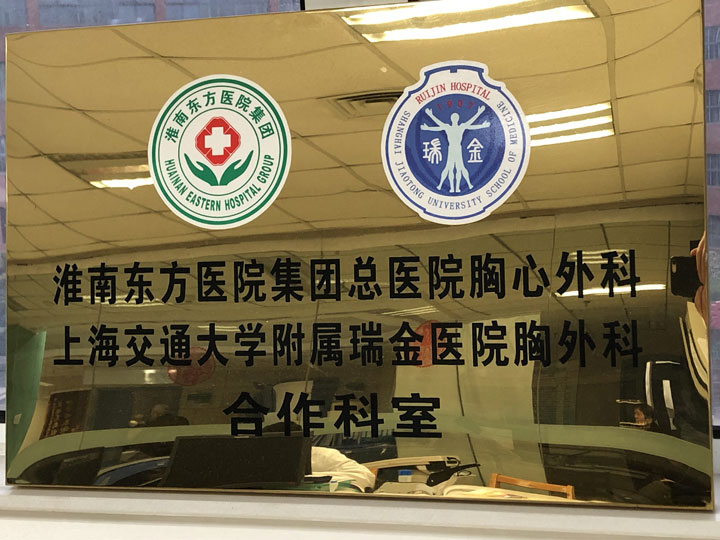 淮南东方医院集团
HUAINAN EASTERN HOSPITAL GROUP
RUIJIN HOSPITAL
1907
瑞金
SHANGHAI JIAOTONG UNIVERSITY SCHOOL OF MEDICINE
淮南东方医院集团总医院胸心外科
上海交通大学附属瑞金医院胸外科
合作科室